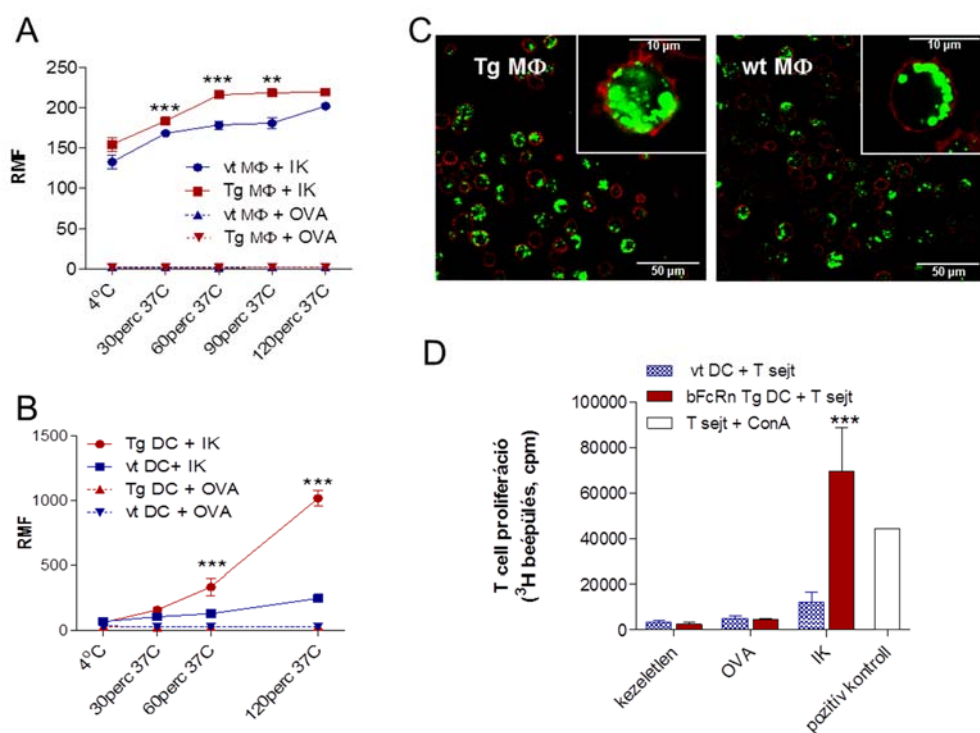 A
250
200
150
100
50
0
RMF
***
***
**
vt MΦ + IK
Tg MΦ + IK
vt MΦ + OVA
Tg MΦ + OVA
4°C
30perc 37C
60perc 37C
90perc 37C
120perc 37C
B
1500
1000
500
0
RMF
Tg DC + IK
vt DC+ IK
Tg DC + OVA
vt DC + OVA
***
***
4°C
30perc 37C
60perc 37C
120perc 37C
C
Tg MΦ
10 µm
50 µm
wt MΦ
10 µm
50 µm
D
vt DC + T sejt
bFcRn Tg DC + T sejt
T sejt + ConA
T cell proliferáció
(³H beépülés, cpm)
100000
80000
60000
40000
20000
0
***
kezeletlen
OVA
IK
pozitív kontroll